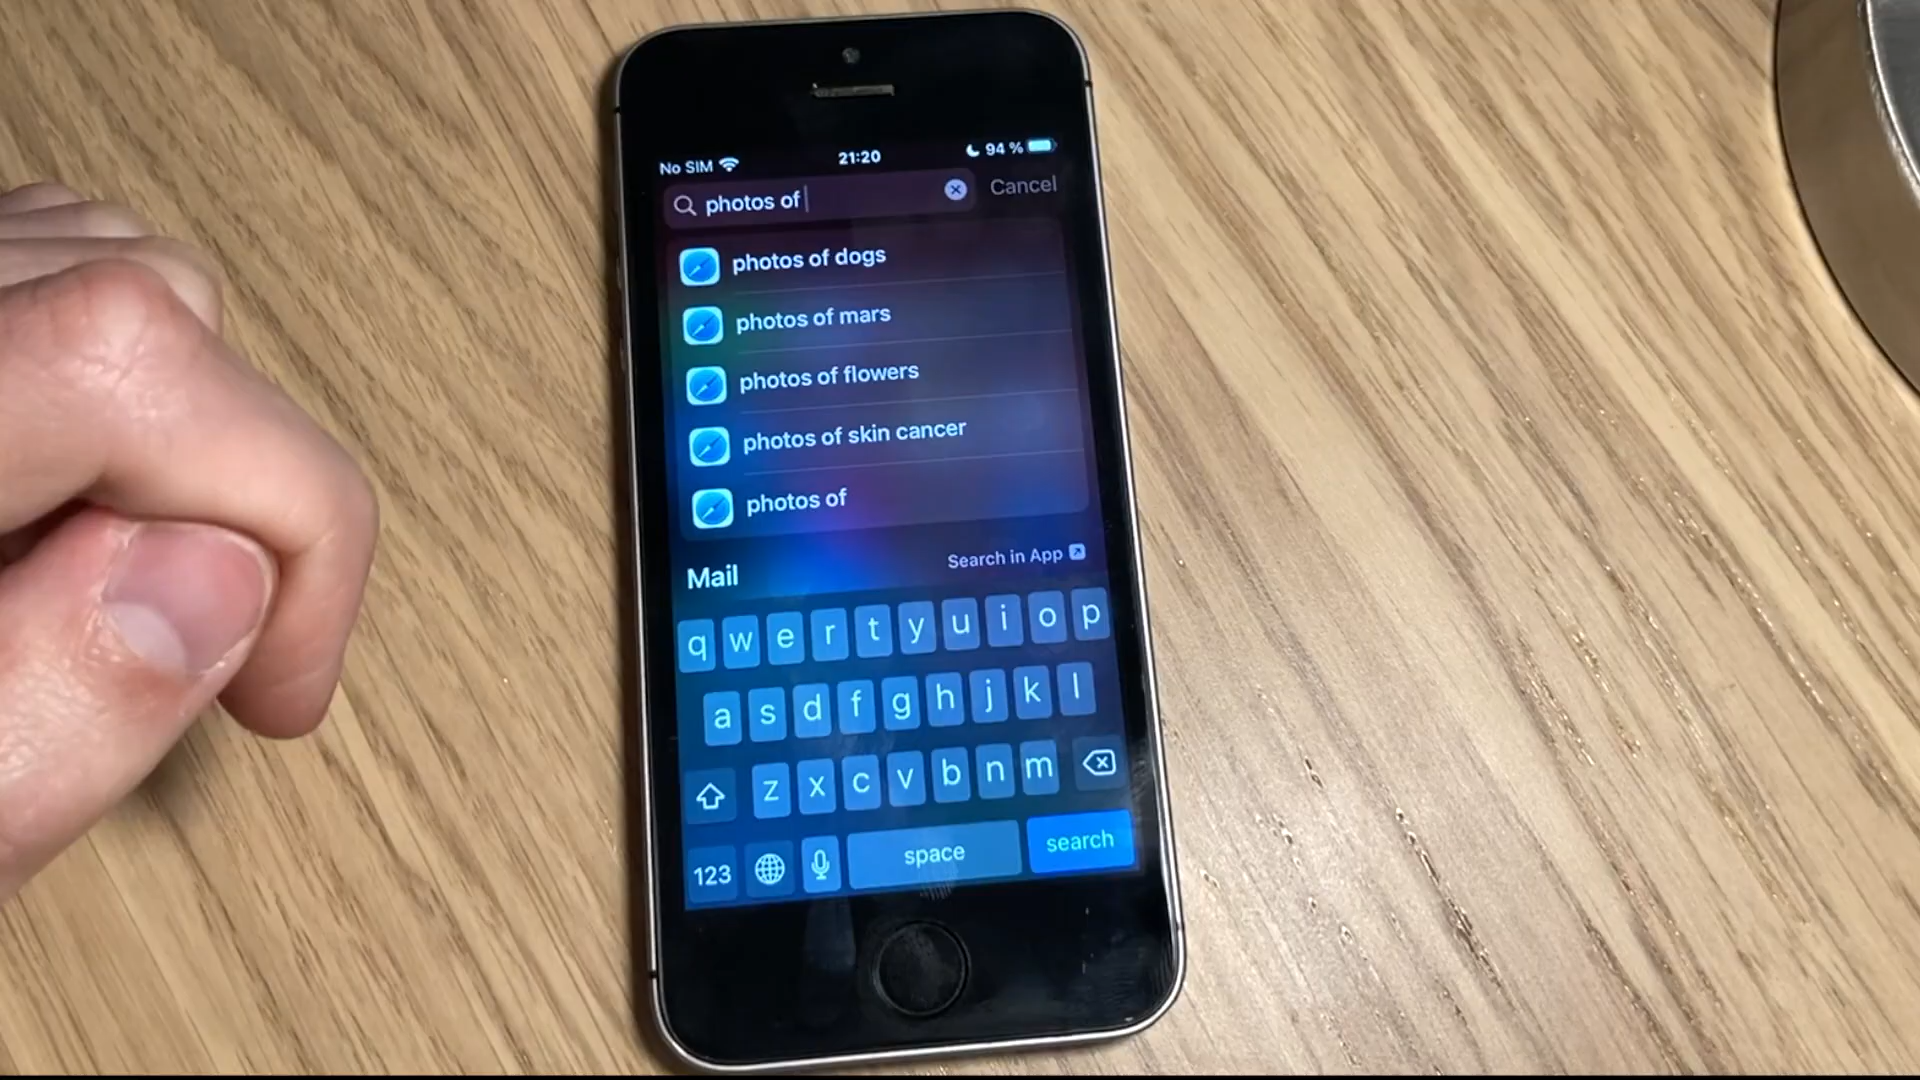 No SIM 21:20 94 %
photos of Cancel
photos of dogs
photos of mars
photos of flowers
photos of skin cancer
photos of
Mail Search in App
q w e r t y u i o p
a s d f g h j k l
z x c v b n m
123 space search